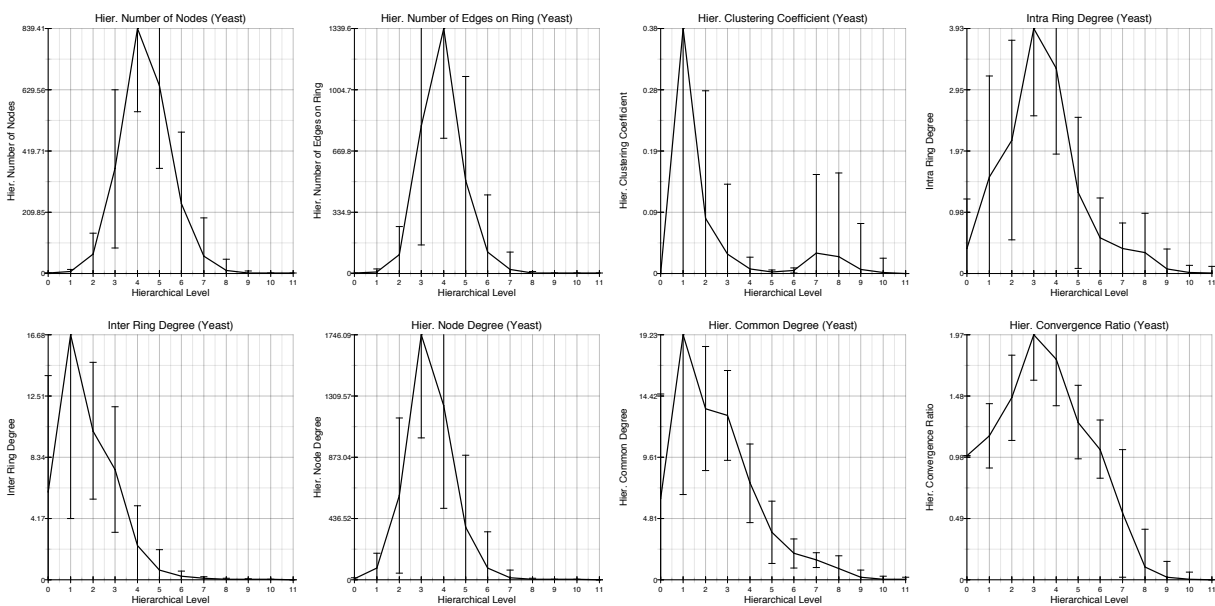 Hier. Number of Nodes (Yeast)
839.41
629.56
419.71
209.85
0
Hier. Number of Nodes
0 1 2 3 4 5 6 7 8 9 10 11
Hierarchical Level
Hier. Number of Edges on Ring (Yeast)
1339.6
1004.7
669.8
334.9
0
Hier. Number of Edges on Ring
0 1 2 3 4 5 6 7 8 9 10 11
Hierarchical Level
Hier. Clustering Coefficient (Yeast)
0.38
0.28
0.19
0.09
0
Hier. Clustering Coefficient
0 1 2 3 4 5 6 7 8 9 10 11
Hierarchical Level
Intra Ring Degree (Yeast)
3.93
2.95
1.97
0.98
0
Intra Ring Degree
0 1 2 3 4 5 6 7 8 9 10 11
Hierarchical Level
Inter Ring Degree (Yeast)
16.68
12.51
8.34
4.17
0
Inter Ring Degree
0 1 2 3 4 5 6 7 8 9 10 11
Hierarchical Level
Hier. Node Degree (Yeast)
1746.09
1309.57
873.04
436.52
0
Hier. Node Degree
0 1 2 3 4 5 6 7 8 9 10 11
Hierarchical Level
Hier. Common Degree (Yeast)
19.23
14.42
9.61
4.81
0
Hier. Common Degree
0 1 2 3 4 5 6 7 8 9 10 11
Hierarchical Level
Hier. Convergence Ratio (Yeast)
1.97
1.48
0.98
0.49
0
Hier. Convergence Ratio
0 1 2 3 4 5 6 7 8 9 10 11
Hierarchical Level